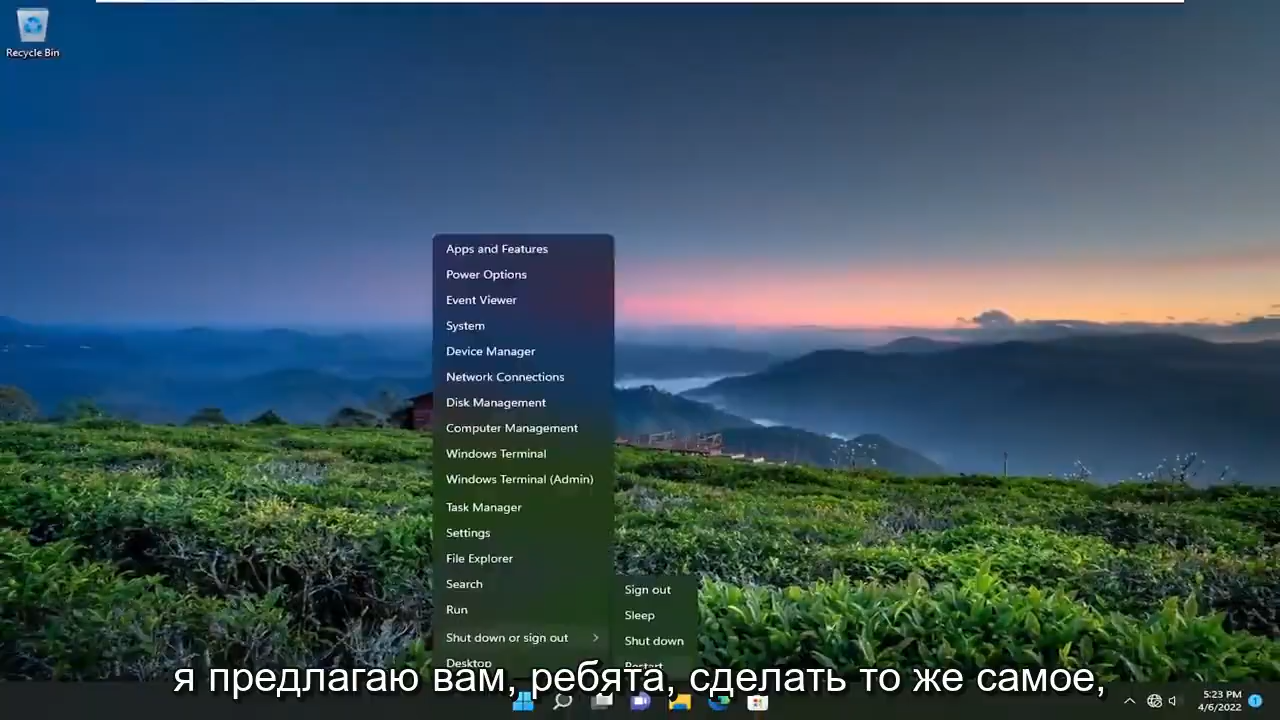 Recycle Bin
Apps and Features
Power Options
Event Viewer
System
Device Manager
Network Connections
Disk Management
Computer Management
Windows Terminal
Windows Terminal (Admin)
Task Manager
Settings
File Explorer
Search
Run
Shut down or sign out
Desktop
Sign out
Sleep
Shut down
Restart
я предлагаю вам, ребята, сделать то же самое,
5:23 PM
4/6/2022
1